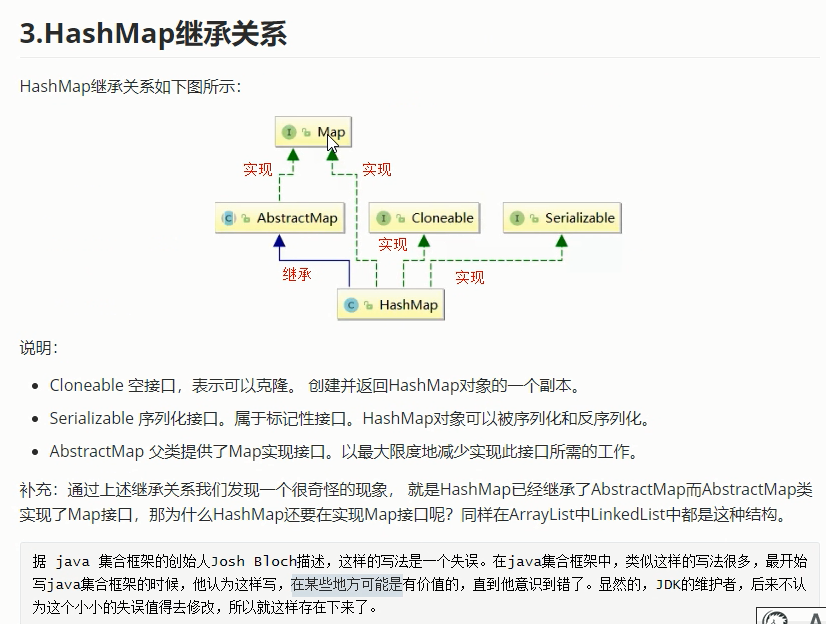 3.HashMap继承关系
HashMap继承关系如下图所示：
I Map
实现 实现
C AbstractMap I Cloneable I Serializable
实现
继承 实现
C HashMap
说明：
Cloneable 空接口，表示可以克隆。 创建并返回HashMap对象的一个副本。
Serializable 序列化接口。属于标记性接口。HashMap对象可以被序列化和反序列化。
AbstractMap 父类提供了Map实现接口。以最大限度地减少实现此接口所需的工作。
补充：通过上述继承关系我们发现一个很奇怪的现象， 就是HashMap已经继承了AbstractMap而AbstractMap类
实现了Map接口，那为什么HashMap还要在实现Map接口呢？同样在ArrayList中LinkedList中都是这种结构。
据 java 集合框架的创始人Josh Bloch描述，这样的写法是一个失误。在java集合框架中，类似这样的写法很多，最开始
写java集合框架的时候，他认为这样写，在某些地方可能是有价值的，直到他意识到错了。显然的，JDK的维护者，后来不认
为这个小小的失误值得去修改，所以就这样存在下来了。
A